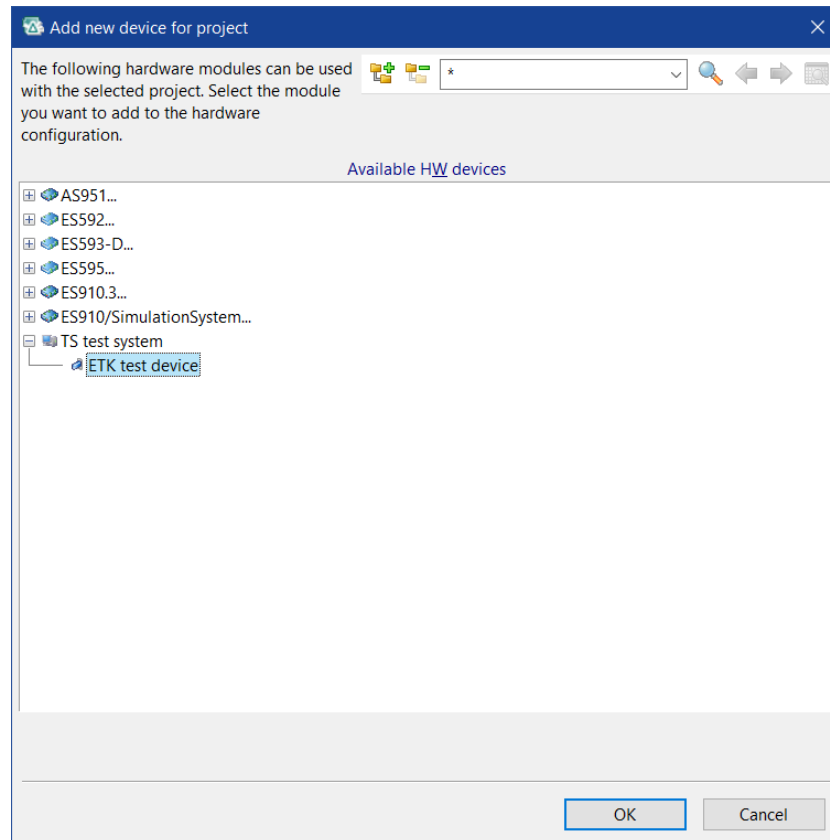 Add new device for project
The following hardware modules can be used
with the selected project. Select the module
you want to add to the hardware
configuration.
*
Available HW devices
AS951...
ES592...
ES593-D...
ES595...
ES910.3...
ES910/SimulationSystem...
TS test system
ETK test device
OK
Cancel